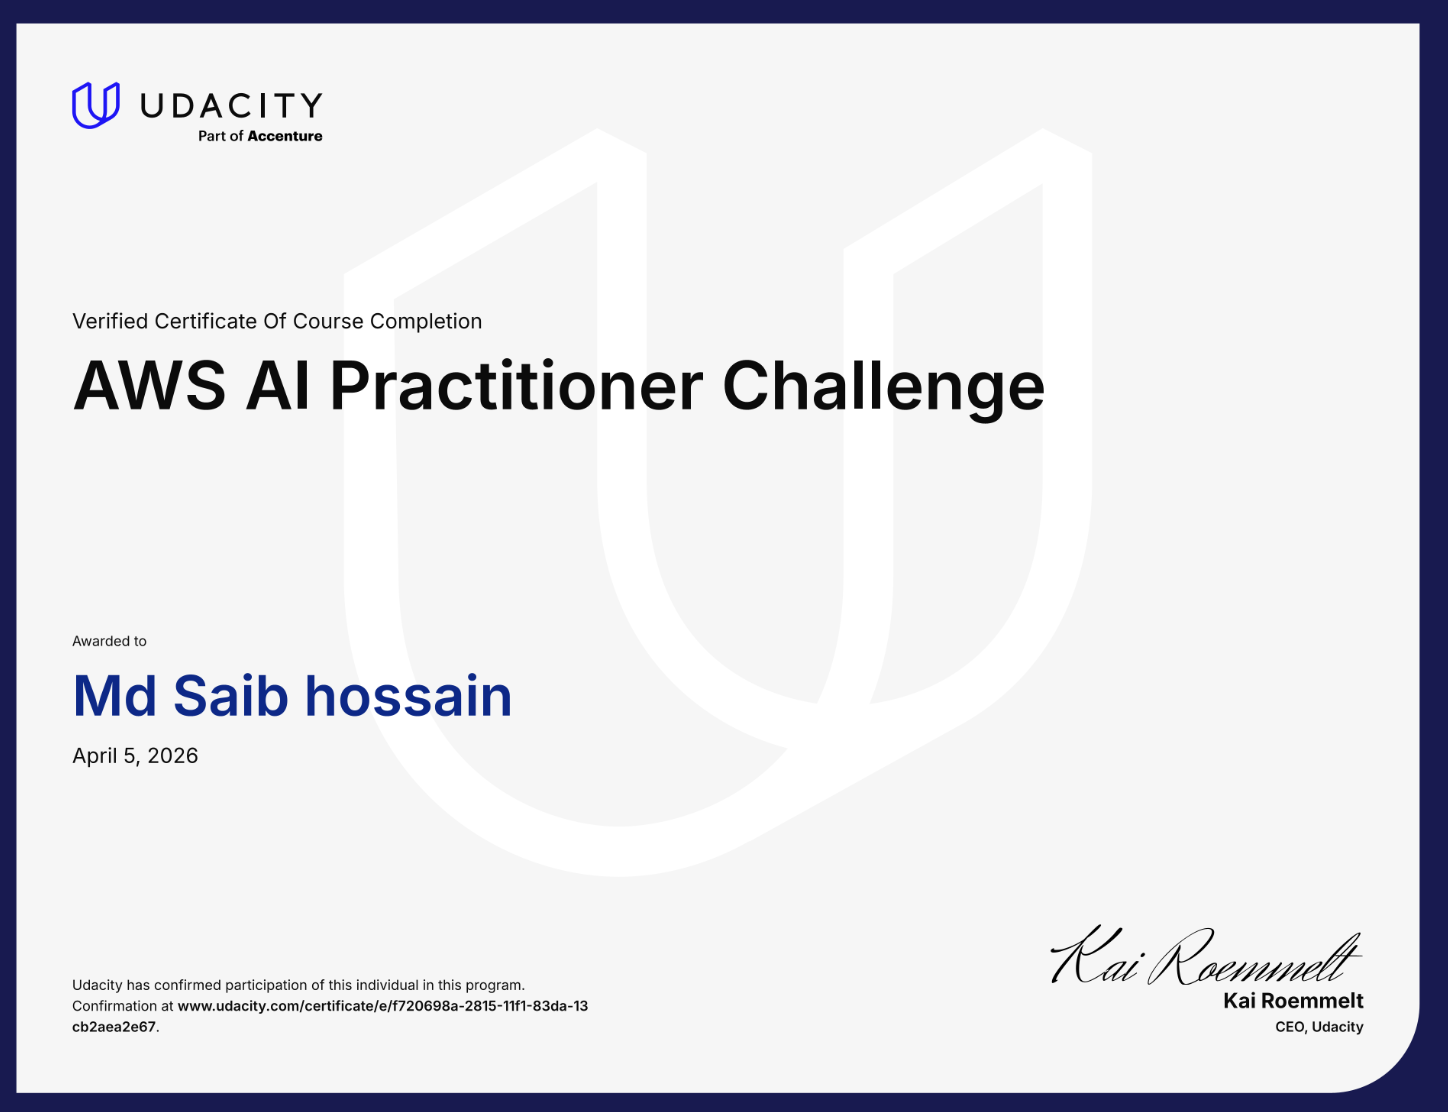 UDACITY
Part of Accenture
Verified Certificate Of Course Completion
AWS AI Practitioner Challenge
Awarded to
Md Saib hossain
April 5, 2026
Udacity has confirmed participation of this individual in this program.
Confirmation at www.udacity.com/certificate/e/f720698a-2815-11f1-83da-13
cb2aea2e67.
Kai Roemmelt
Kai Roemmelt
CEO, Udacity